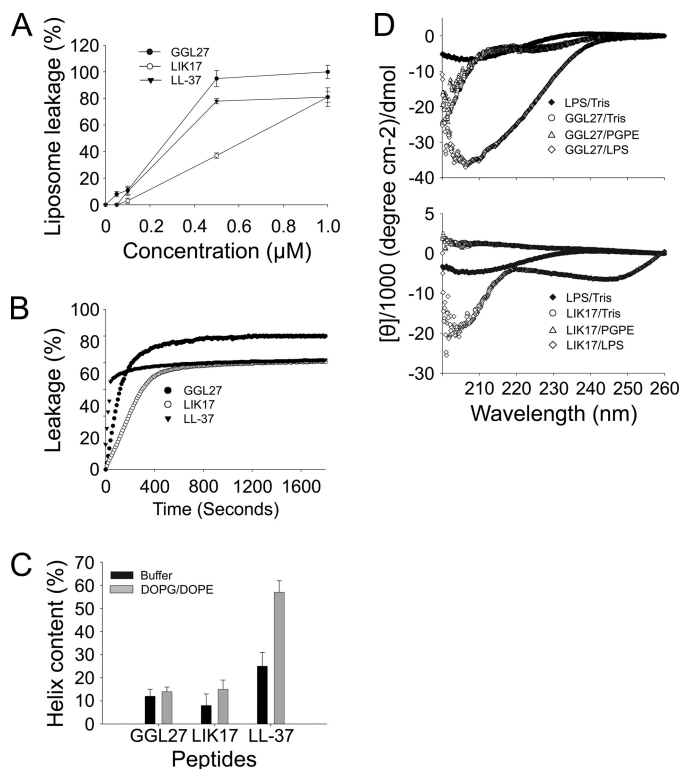 A
Liposome leakage (%)
120
100
80
60
40
20
0
GGL27
LIK17
LL-37
0 0.2 0.4 0.6 0.8 1.0
Concentration (µM)
B
Leakage (%)
100
80
60
40
20
0
GGL27
LIK17
LL-37
0 400 800 1200 1600
Time (Seconds)
C
Helix content (%)
70
60
50
40
30
20
10
0
Buffer
DOPG/DOPE
GGL27 LIK17 LL-37
Peptides
D
[θ]/1000 (degree cm-2)/dmol
0
-10
-20
-30
-40
LPS/Tris
GGL27/Tris
GGL27/PGPE
GGL27/LPS
5
0
-10
-20
-30
LPS/Tris
LIK17/Tris
LIK17/PGPE
LIK17/LPS
210 220 230 240 250 260
Wavelength (nm)